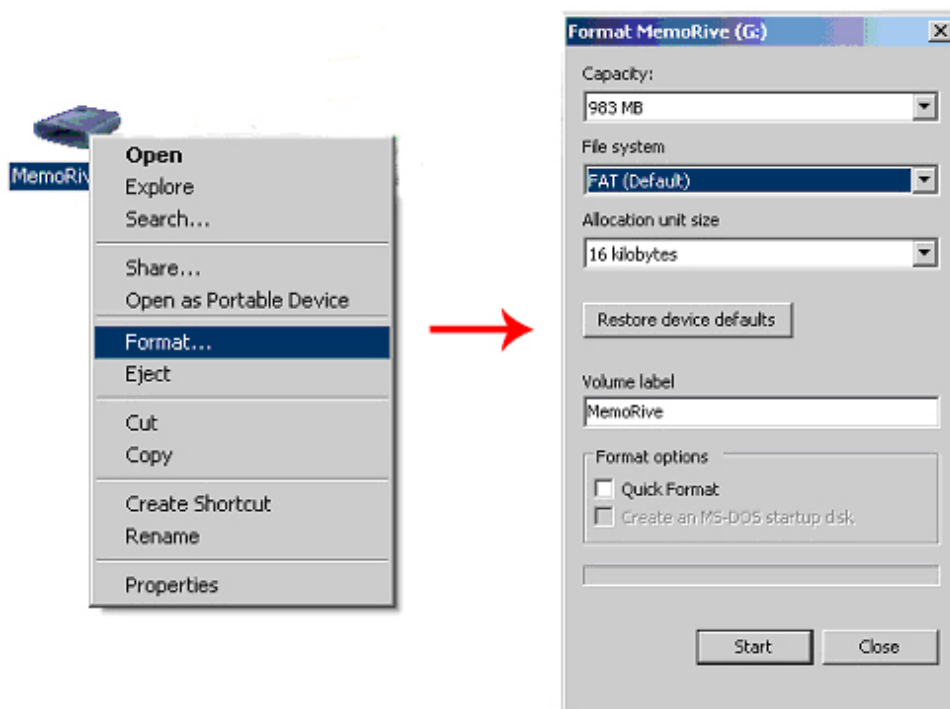 MemoRiv
Open
Explore
Search...
Share...
Open as Portable Device
Format...
Eject
Cut
Copy
Create Shortcut
Rename
Properties
Format MemoRive (G:)
Capacity:
983 MB
File system
FAT (Default)
Allocation unit size
16 kilobytes
Restore device defaults
Volume label
MemoRive
Format options
Quick Format
Create an MS-DOS startup disk
Start
Close